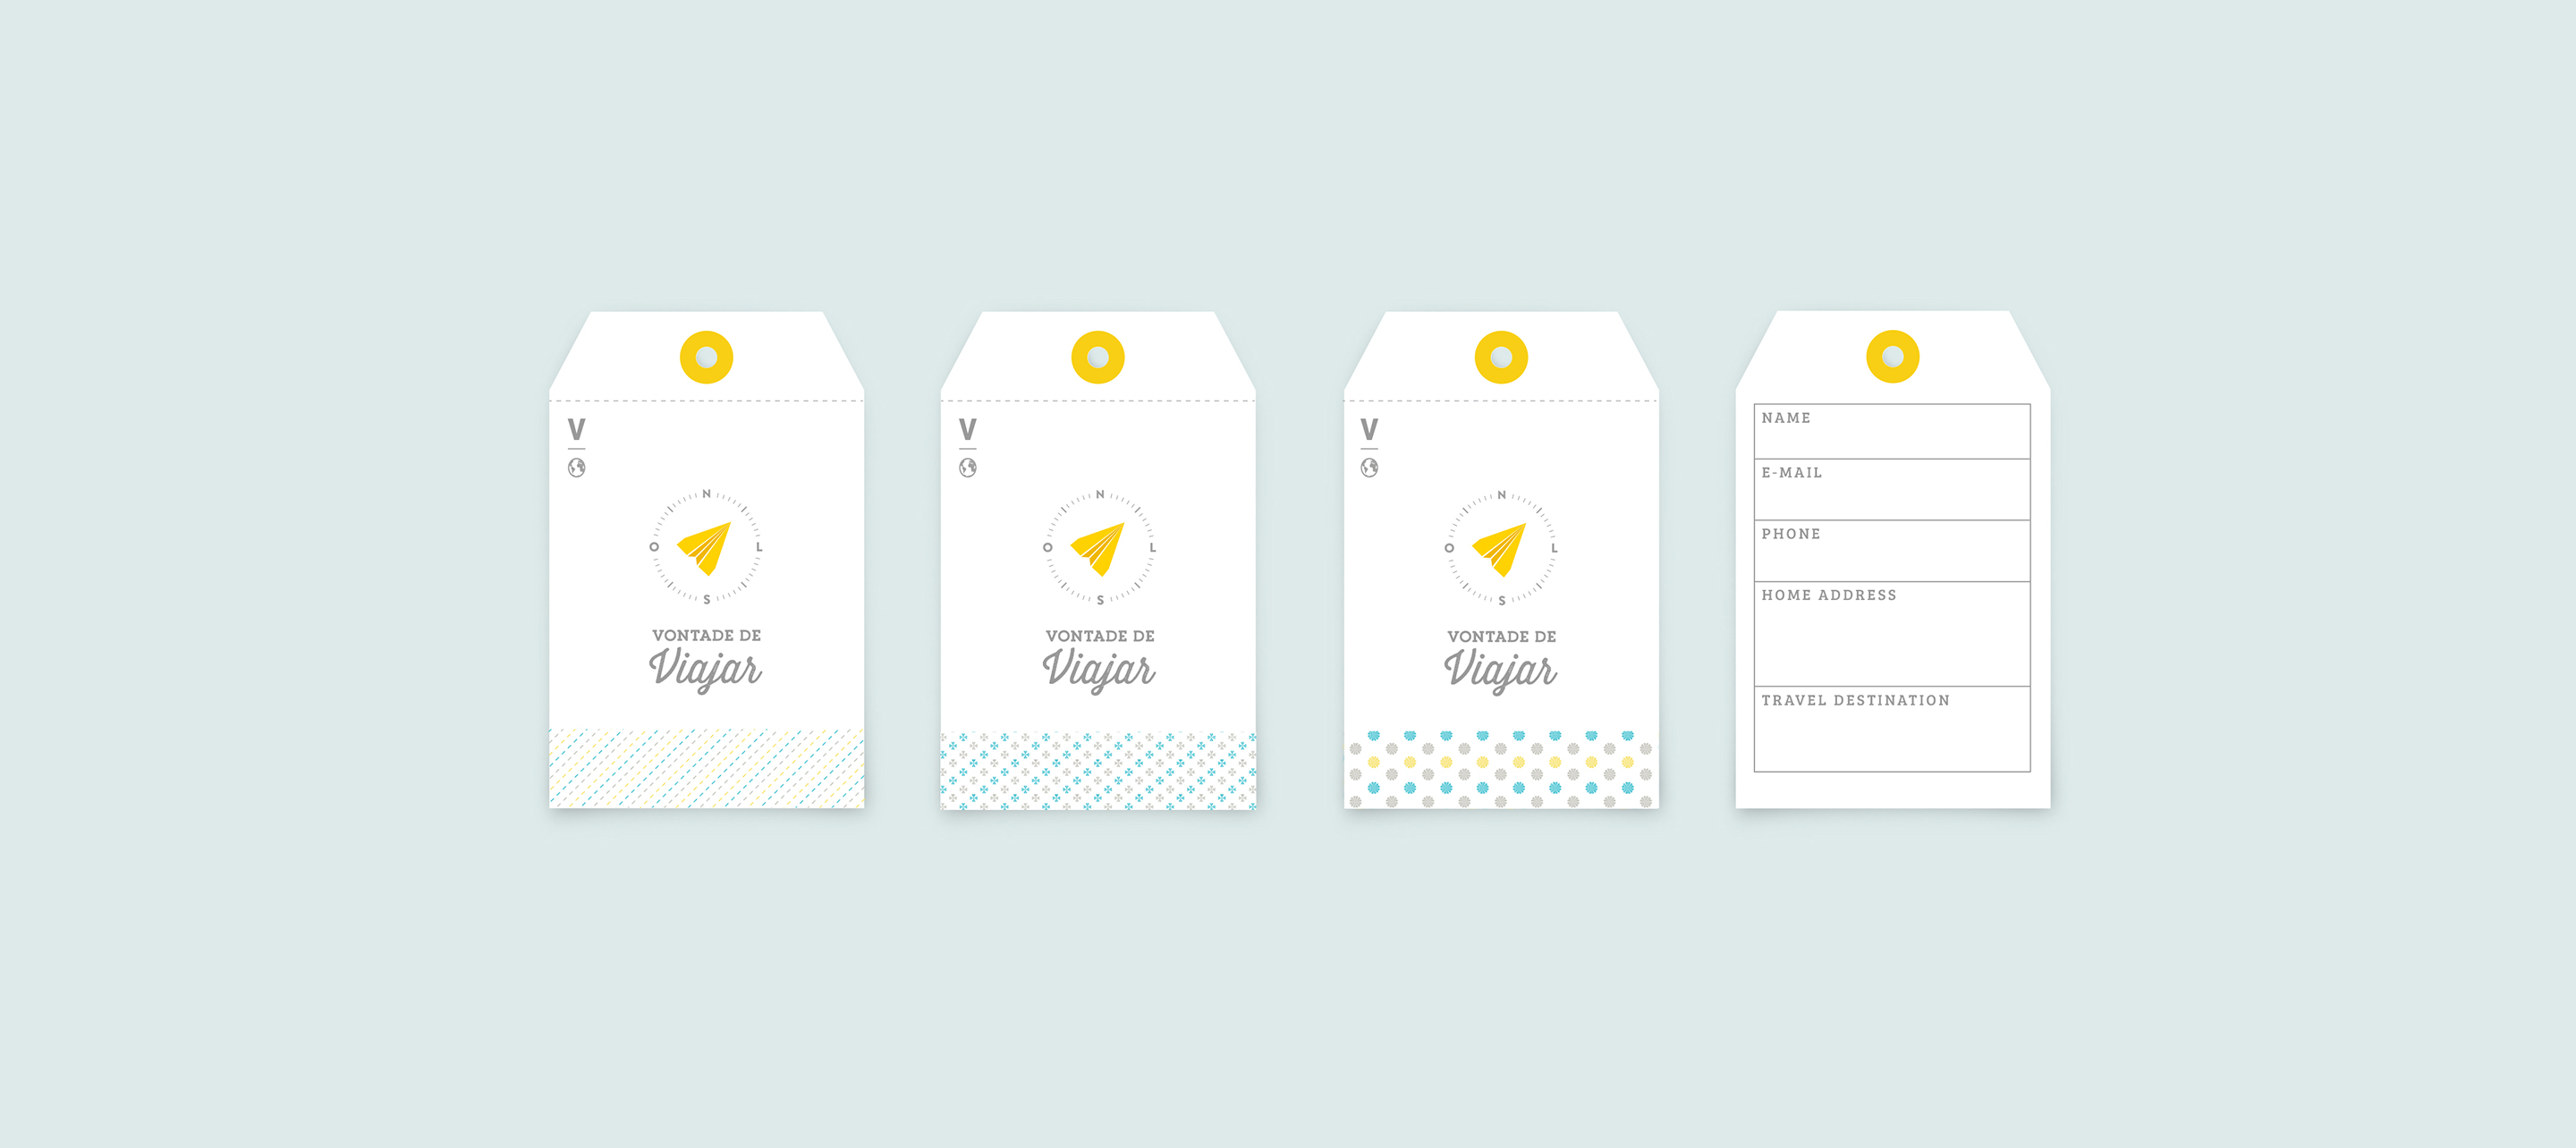 V
N
O
L
S
VONTADE DE
Viajar
V
N
O
L
S
VONTADE DE
Viajar
V
N
O
L
S
VONTADE DE
Viajar
NAME
E-MAIL
PHONE
HOME ADDRESS
TRAVEL DESTINATION